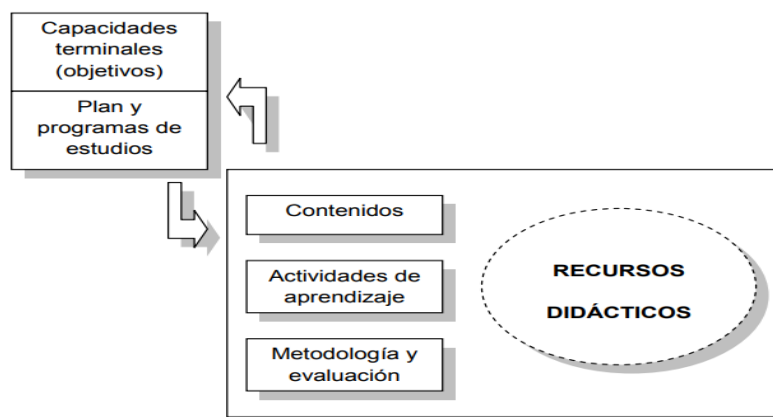 Capacidades
terminales
(objetivos)
Plan y
programas de
estudios
Contenidos
Actividades de
aprendizaje
Metodología y
evaluación
RECURSOS
DIDÁCTICOS